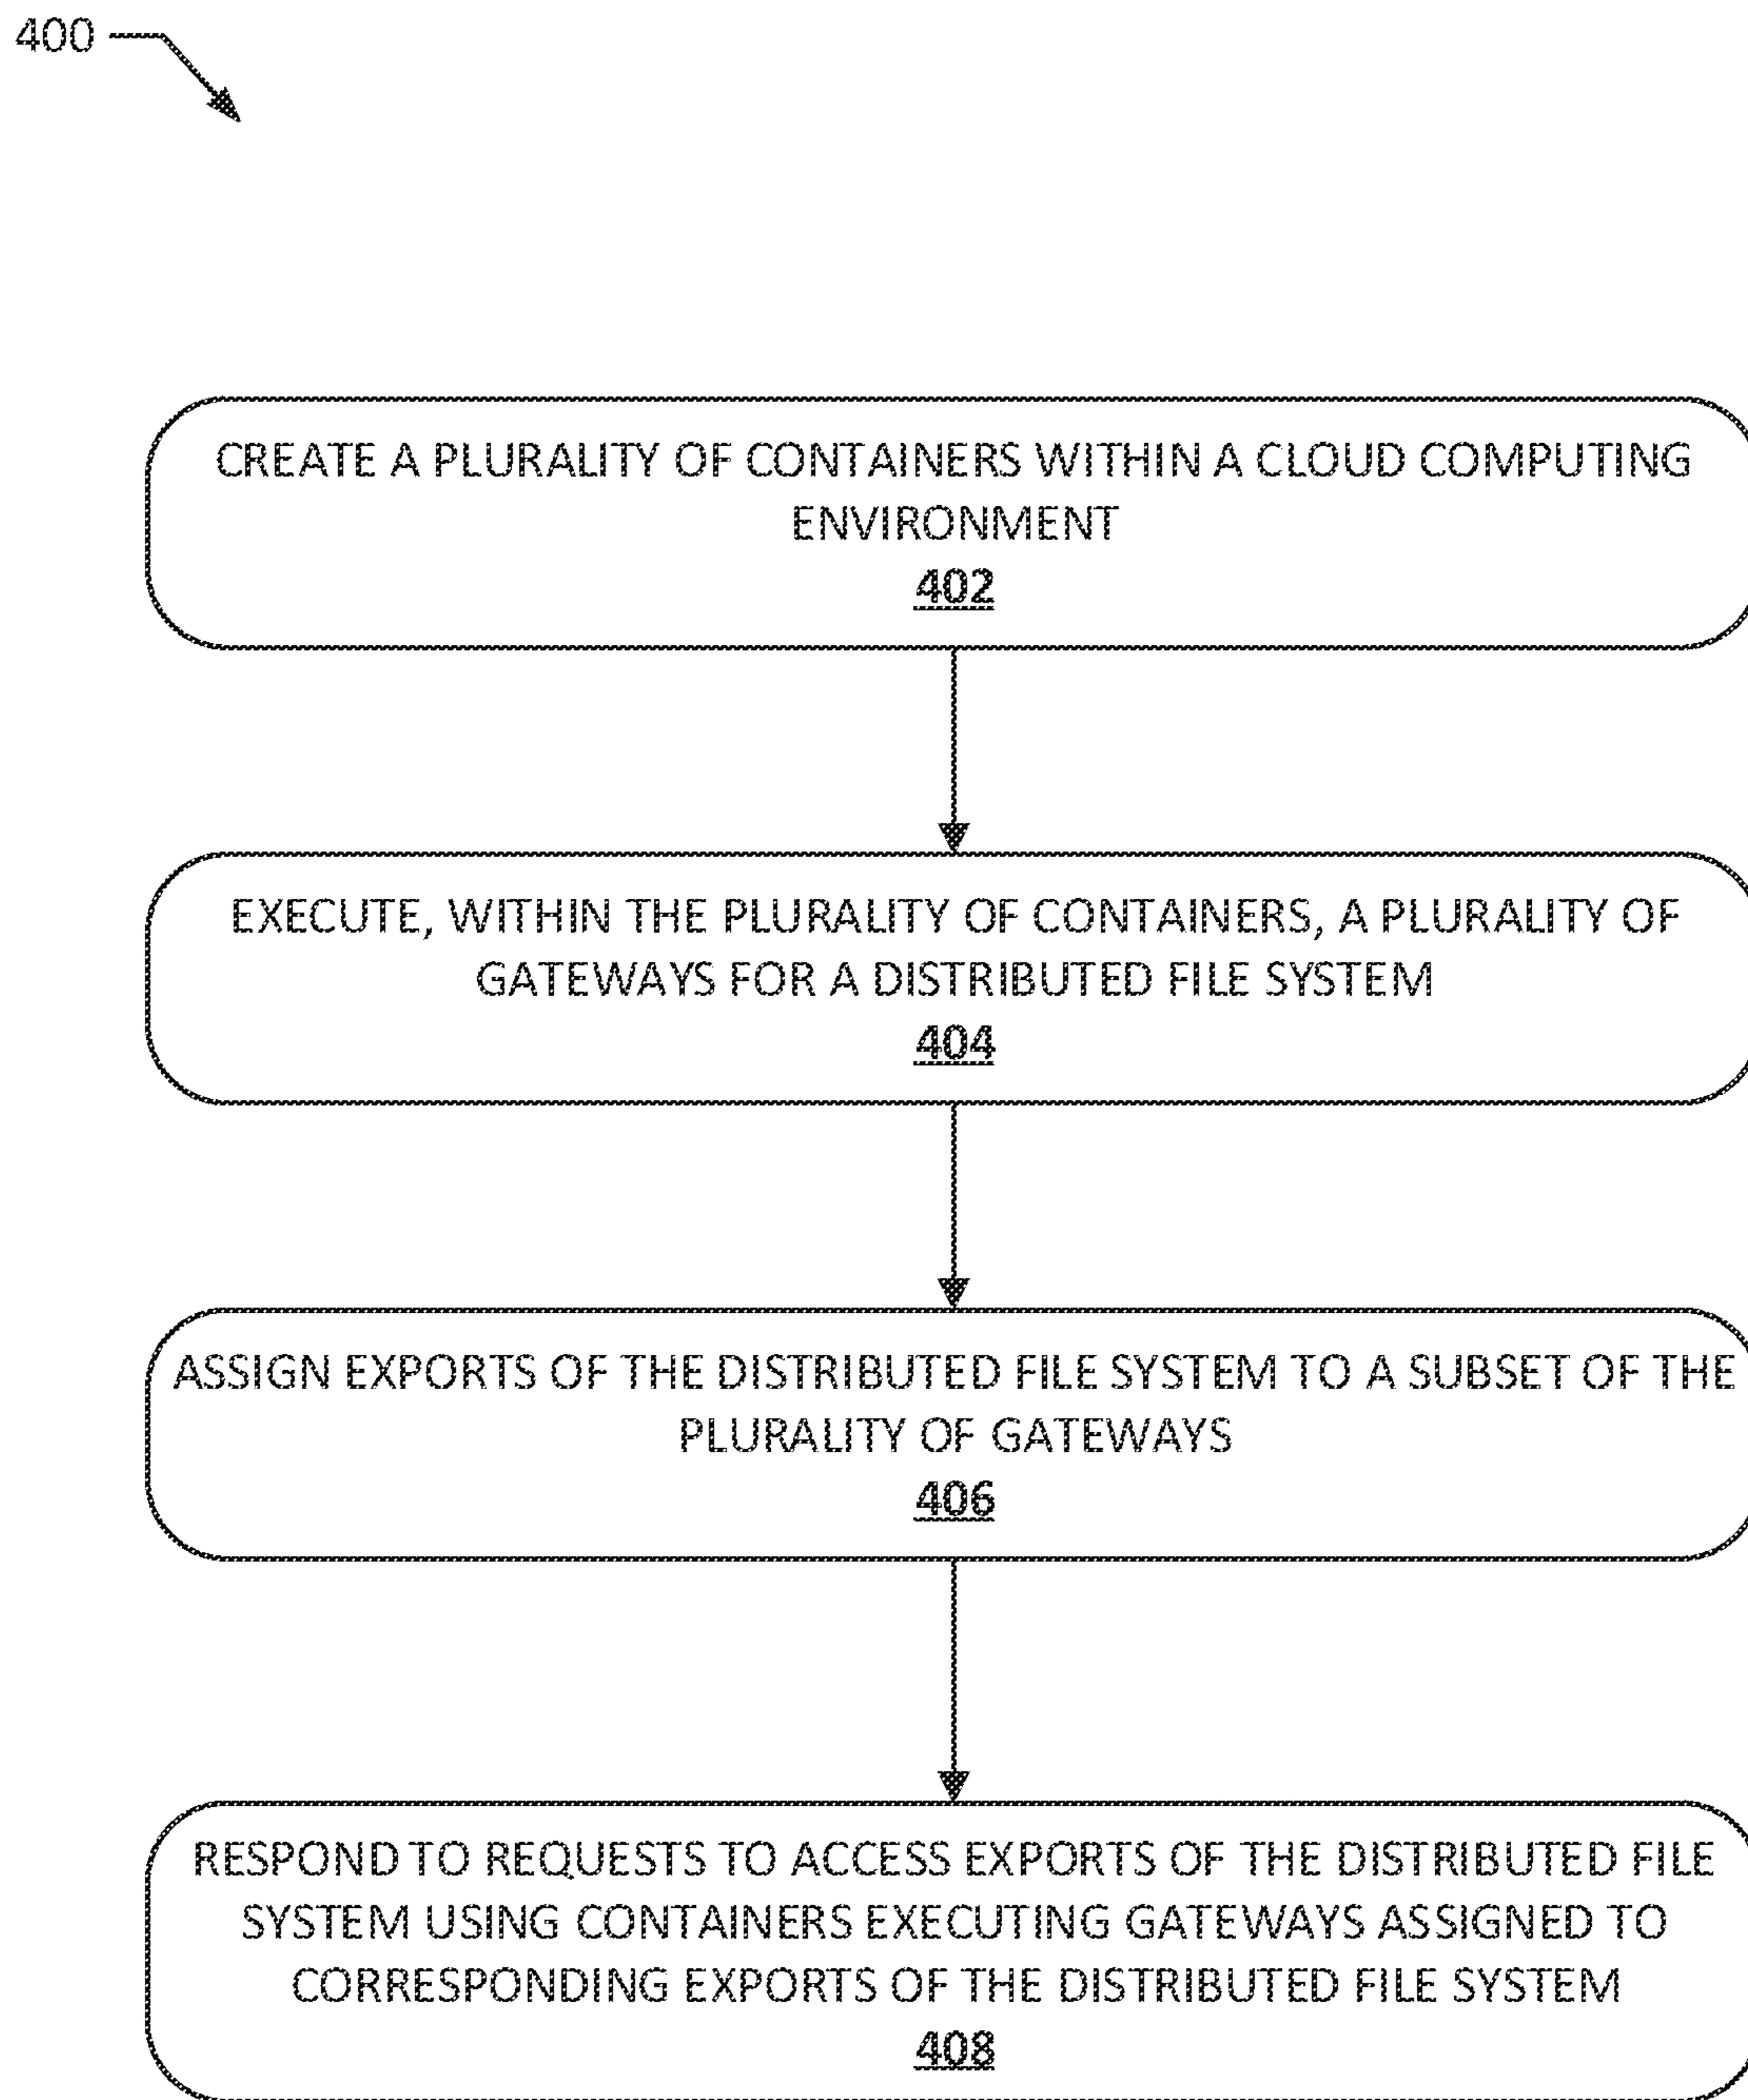 400
CREATE A PLURALITY OF CONTAINERS WITHIN A CLOUD COMPUTING
ENVIRONMENT
402
EXECUTE, WITHIN THE PLURALITY OF CONTAINERS, A PLURALITY OF
GATEWAYS FOR A DISTRIBUTED FILE SYSTEM
404
ASSIGN EXPORTS OF THE DISTRIBUTED FILE SYSTEM TO A SUBSET OF THE
PLURALITY OF GATEWAYS
406
RESPOND TO REQUESTS TO ACCESS EXPORTS OF THE DISTRIBUTED FILE
SYSTEM USING CONTAINERS EXECUTING GATEWAYS ASSIGNED TO
CORRESPONDING EXPORTS OF THE DISTRIBUTED FILE SYSTEM
408